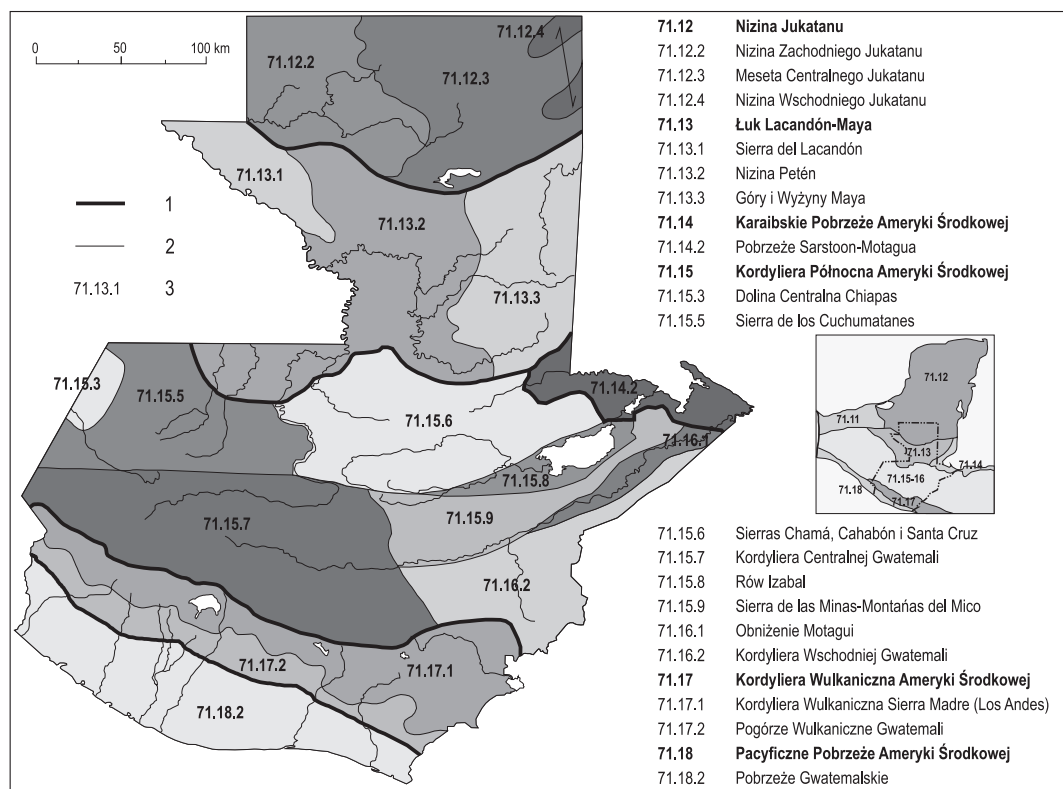 0 50 100 km
1
2
71.13.1 3
71.12.2
71.12.3
71.12.4
71.13.1
71.13.2
71.13.3
71.14.2
71.15.3
71.15.5
71.15.6
71.15.7
71.15.8
71.15.9
71.16.1
71.16.2
71.17.1
71.17.2
71.18.2
71.12 Nizina Jukatanu
71.12.2 Nizina Zachodniego Jukatanu
71.12.3 Meseta Centralnego Jukatanu
71.12.4 Nizina Wschodniego Jukatanu
71.13 Łuk Lacandón-Maya
71.13.1 Sierra del Lacandón
71.13.2 Nizina Petén
71.13.3 Góry i Wyżyny Maya
71.14 Karaibskie Pobrzeże Ameryki Środkowej
71.14.2 Pobrzeże Sarstoon-Motagua
71.15 Kordyliera Północna Ameryki Środkowej
71.15.3 Dolina Centralna Chiapas
71.15.5 Sierra de los Cuchumatanes
71.12
71.11
71.13
71.14
71.15-16
71.18
71.17
71.15.6 Sierras Chamá, Cahabón i Santa Cruz
71.15.7 Kordyliera Centralnej Gwatemali
71.15.8 Rów Izabal
71.15.9 Sierra de las Minas-Montańas del Mico
71.16.1 Obniżenie Motagui
71.16.2 Kordyliera Wschodniej Gwatemali
71.17 Kordyliera Wulkaniczna Ameryki Środkowej
71.17.1 Kordyliera Wulkaniczna Sierra Madre (Los Andes)
71.17.2 Pogórze Wulkaniczne Gwatemali
71.18 Pacyficzne Pobrzeże Ameryki Środkowej
71.18.2 Pobrzeże Gwatemalskie